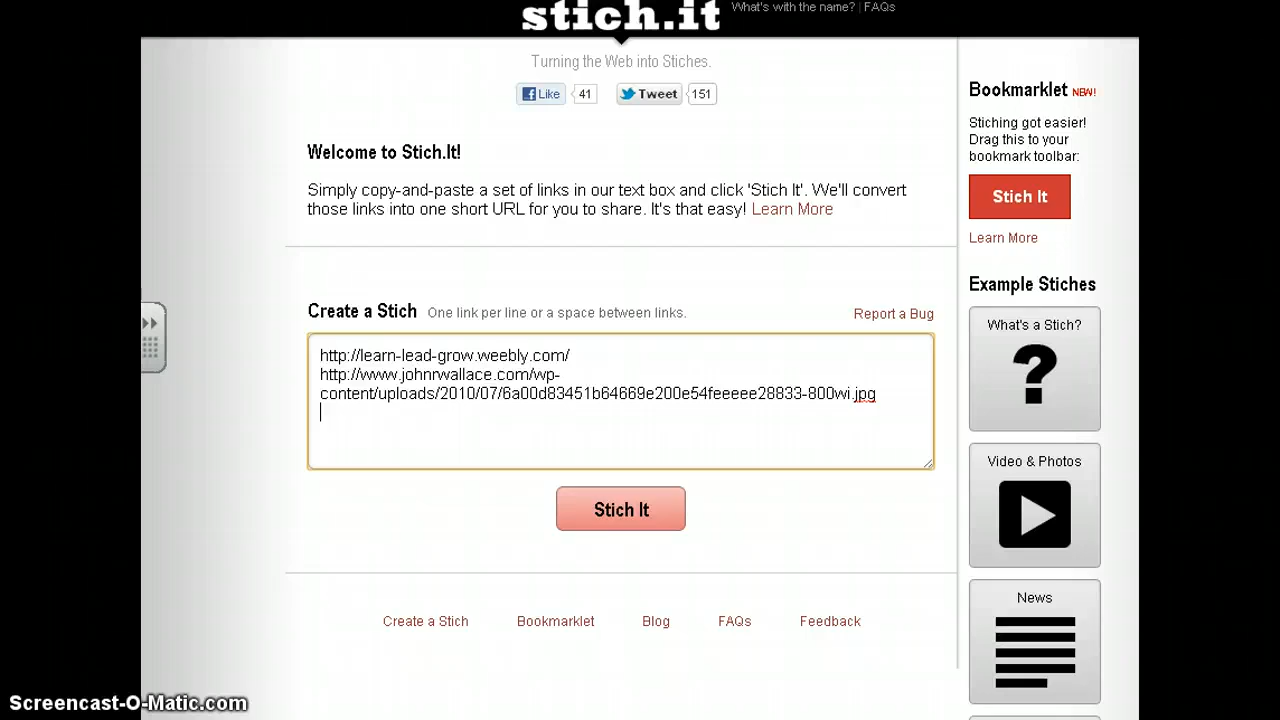 stich.it
What's with the name? | FAQs
Turning the Web into Stiches.
Like 41 Tweet 151
Welcome to Stich.It!
Simply copy-and-paste a set of links in our text box and click 'Stich It'. We'll convert
those links into one short URL for you to share. It's that easy! Learn More
Create a Stich One link per line or a space between links. Report a Bug
http://learn-lead-grow.weebly.com/
http://www.johnrwallace.com/wp-
content/uploads/2010/07/6a00d83451b64669e200e54feeeee28833-800wi.jpg
Stich It
Create a Stich Bookmarklet Blog FAQs Feedback
Bookmarklet NEW!
Stiching got easier!
Drag this to your
bookmark toolbar:
Stich It
Learn More
Example Stiches
What's a Stich?
?
Video & Photos
News
Screencast-O-Matic.com